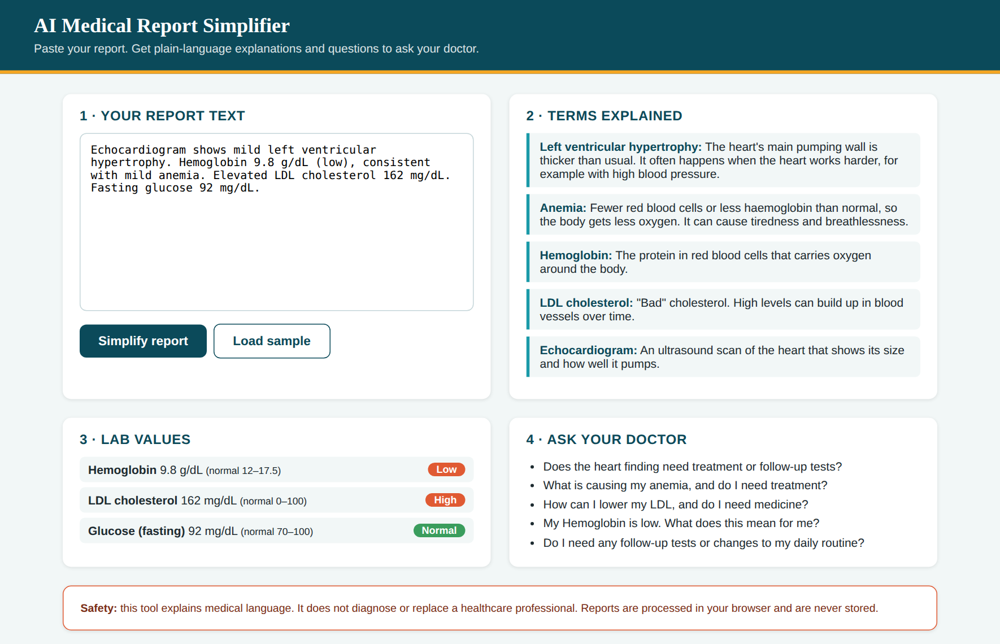 AI Medical Report Simplifier
Paste your report. Get plain-language explanations and questions to ask your doctor.
1 · YOUR REPORT TEXT
Echocardiogram shows mild left ventricular
hypertrophy. Hemoglobin 9.8 g/dL (low), consistent
with mild anemia. Elevated LDL cholesterol 162 mg/dL.
Fasting glucose 92 mg/dL.
Simplify report
Load sample
2 · TERMS EXPLAINED
Left ventricular hypertrophy: The heart's main pumping wall is
thicker than usual. It often happens when the heart works harder, for
example with high blood pressure.
Anemia: Fewer red blood cells or less haemoglobin than normal, so
the body gets less oxygen. It can cause tiredness and breathlessness.
Hemoglobin: The protein in red blood cells that carries oxygen
around the body.
LDL cholesterol: "Bad" cholesterol. High levels can build up in blood
vessels over time.
Echocardiogram: An ultrasound scan of the heart that shows its size
and how well it pumps.
3 · LAB VALUES
Hemoglobin 9.8 g/dL (normal 12–17.5) Low
LDL cholesterol 162 mg/dL (normal 0–100) High
Glucose (fasting) 92 mg/dL (normal 70–100) Normal
4 · ASK YOUR DOCTOR
• Does the heart finding need treatment or follow-up tests?
• What is causing my anemia, and do I need treatment?
• How can I lower my LDL, and do I need medicine?
• My Hemoglobin is low. What does this mean for me?
• Do I need any follow-up tests or changes to my daily routine?
Safety: this tool explains medical language. It does not diagnose or replace a healthcare professional. Reports are processed in your browser and are never stored.